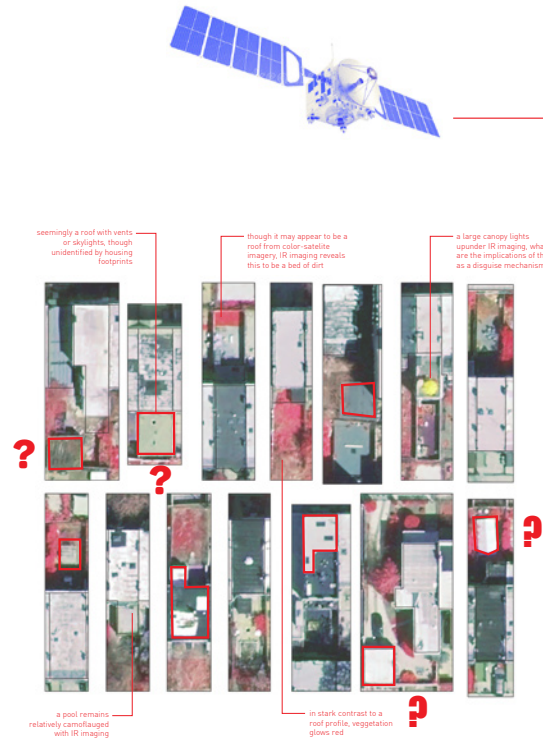 seemingly a roof with vents
or skylights, though
unidentified by housing
footprints
though it may appear to be a
roof from color-satelite
imagery, IR imaging reveals
this to be a bed of dirt
a large canopy lights
upunder IR imaging, wha
are the implications of th
as a disguise mechanism
?
?
?
a pool remains
relatively camoflauged
with IR imaging
in stark contrast to a
roof profile, veggetation
glows red
?